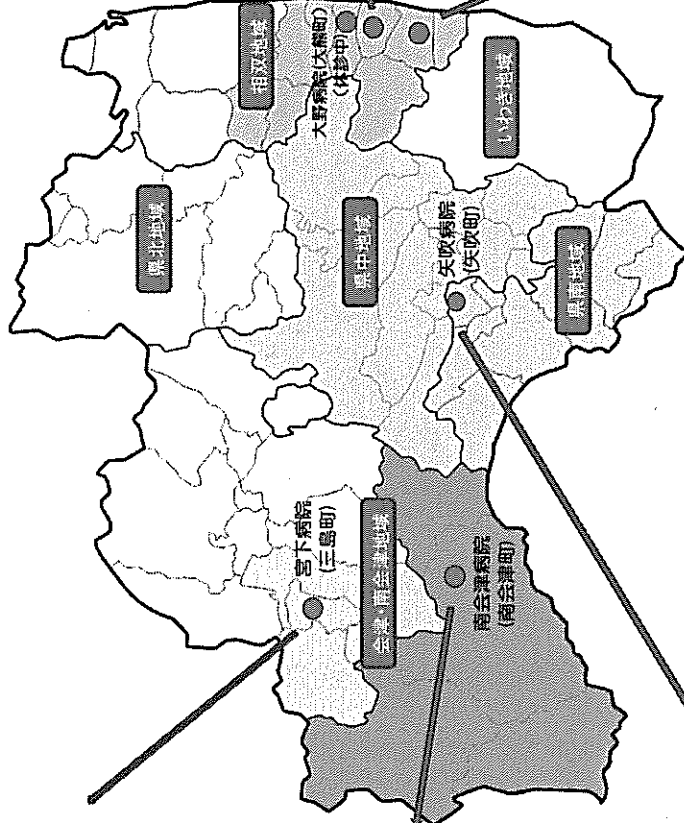 県北地域
相双地域
大野病院(大熊町)
(休診中)
県中地域
宮下病院
(三島町)
会津・南会津地域
南会津病院
(南会津町)
矢吹病院
(矢吹町)
県南地域
いわき地域